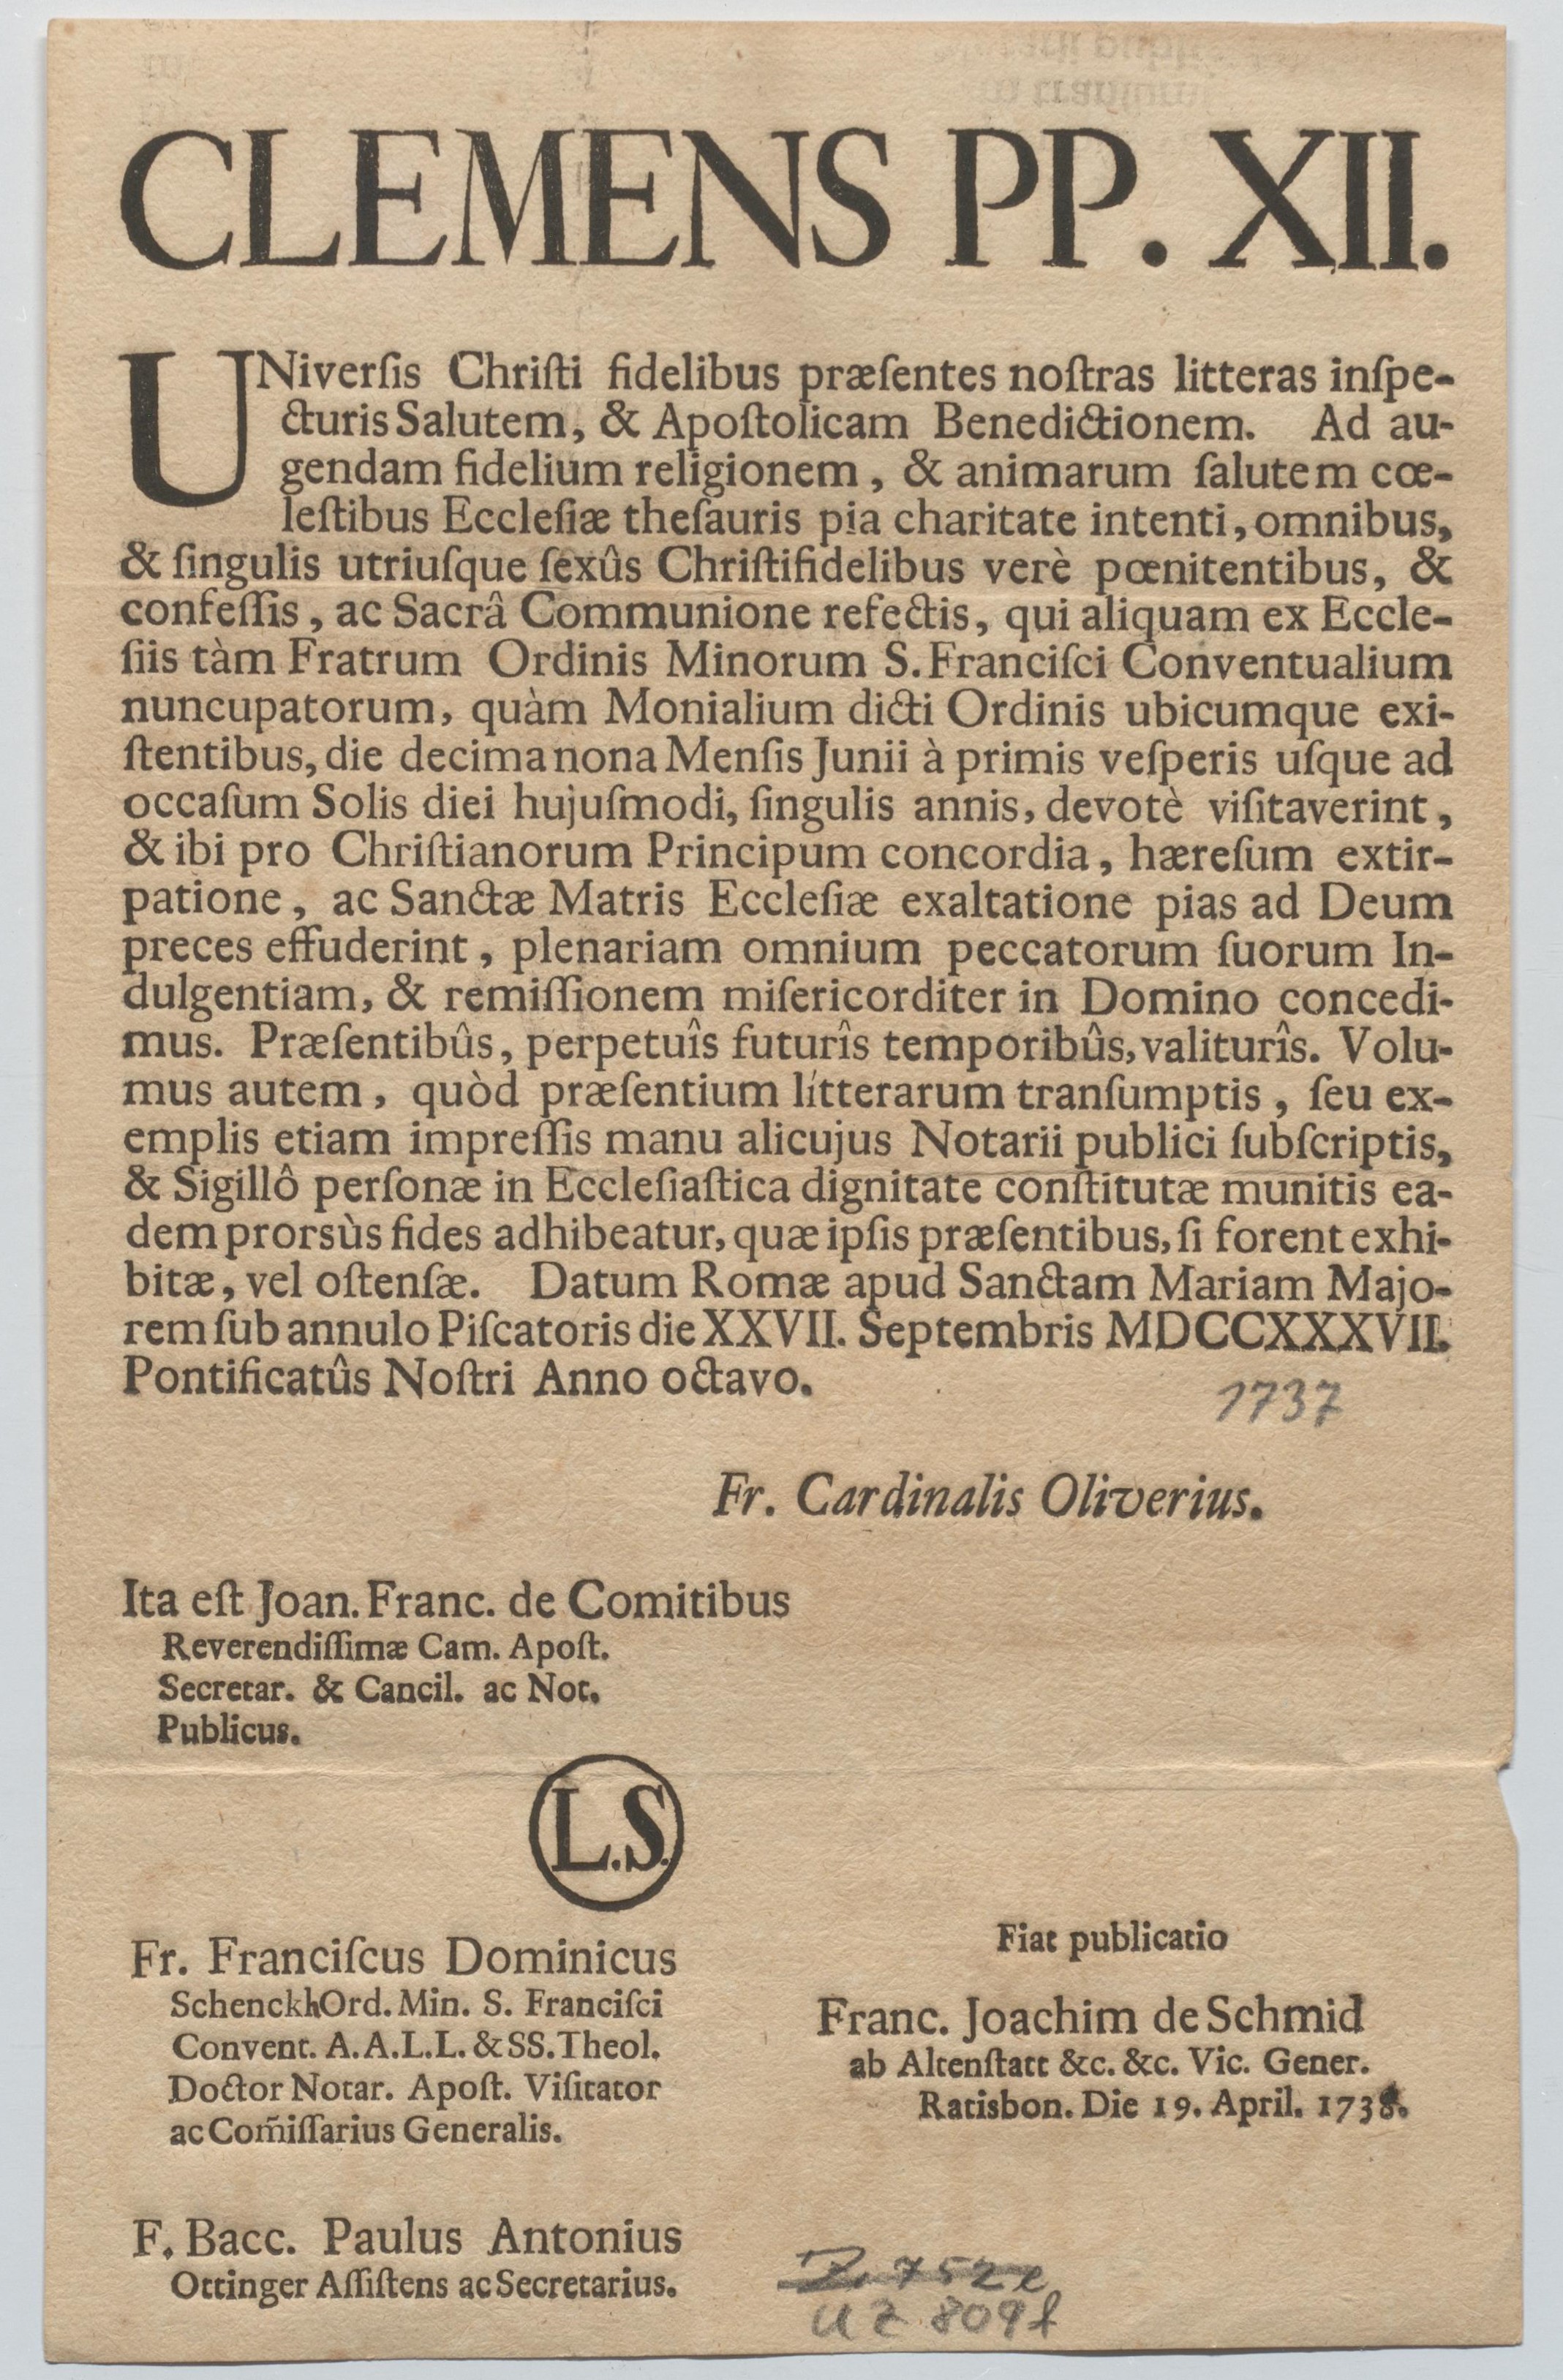 CLEMENS PP. XII.
UNiverſis Chriſti fidelibus præſentes noſtras litteras inſpe-
cturis Salutem, & Apoſtolicam Benedictionem. Ad au-
gendam fidelium religionem, & animarum ſalutem cœ-
leſtibus Eccleſiæ theſauris pia charitate intenti, omnibus,
& ſingulis utriuſque ſexûs Chriſtifidelibus verè pœnitentibus, &
confeſſis, ac Sacrâ Communione refectis, qui aliquam ex Eccle-
ſiis tàm Fratrum Ordinis Minorum S. Franciſci Conventualium
nuncupatorum, quàm Monialium dicti Ordinis ubicumque exi-
ſtentibus, die decima nona Menſis Junii à primis veſperis uſque ad
occaſum Solis diei hujuſmodi, ſingulis annis, devotè viſitaverint,
& ibi pro Chriſtianorum Principum concordia, hæreſum extir-
patione, ac Sanctæ Matris Eccleſiæ exaltatione pias ad Deum
preces effuderint, plenariam omnium peccatorum ſuorum In-
dulgentiam, & remiſſionem miſericorditer in Domino concedi-
mus. Præſentibûs, perpetuîs futurîs temporibûs, validurîs. Volu-
mus autem, quòd præſentium litterarum tranſumptis, ſeu ex-
emplis etiam impreſſis manu alicujus Notarii publici ſubſcriptis,
& Sigillô perſonæ in Eccleſiaſtica dignitate conſtitutæ munitis ea-
dem prorsùs fides adhibeatur, quæ ipſis præſentibus, ſi forent exhi-
bitæ, vel oſtenſæ. Datum Romæ apud Sanctam Mariam Majo-
rem ſub annulo Piſcatoris die XXVII. Septembris MDCCXXXVII.
Pontificatûs Noſtri Anno octavo.
1737
Fr. Cardinalis Oliverius.
Ita eſt Joan. Franc. de Comitibus
Reverendiſſimæ Cam. Apoſt.
Secretar. & Cancil. ac Not.
Publicus.
L.S.
Fr. Franciſcus Dominicus
Schenckh Ord. Min. S. Franciſci
Convent. A.A.L.L. & SS. Theol.
Doctor Notar. Apoſt. Viſitator
ac Com̃iſſarius Generalis.
F. Bacc. Paulus Antonius
Ottinger Aſſiſtens ac Secretarius.
Fiat publicatio
Franc. Joachim de Schmid
ab Altenſtatt &c. &c. Vic. Gener.
Ratisbon. Die 19. April. 1738.
Z. 752e
UZ 809f